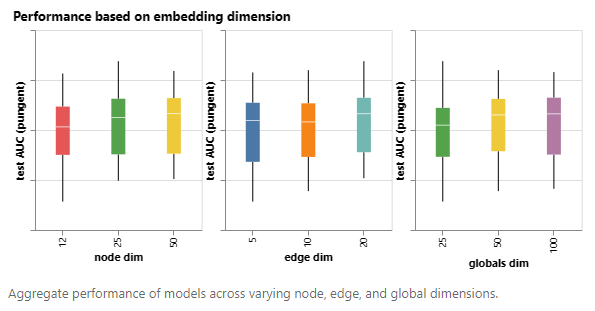 Performance based on embedding dimension
test AUC (pungent)
12
25
50
node dim
test AUC (pungent)
5
10
20
edge dim
test AUC (pungent)
25
50
100
globals dim
Aggregate performance of models across varying node, edge, and global dimensions.